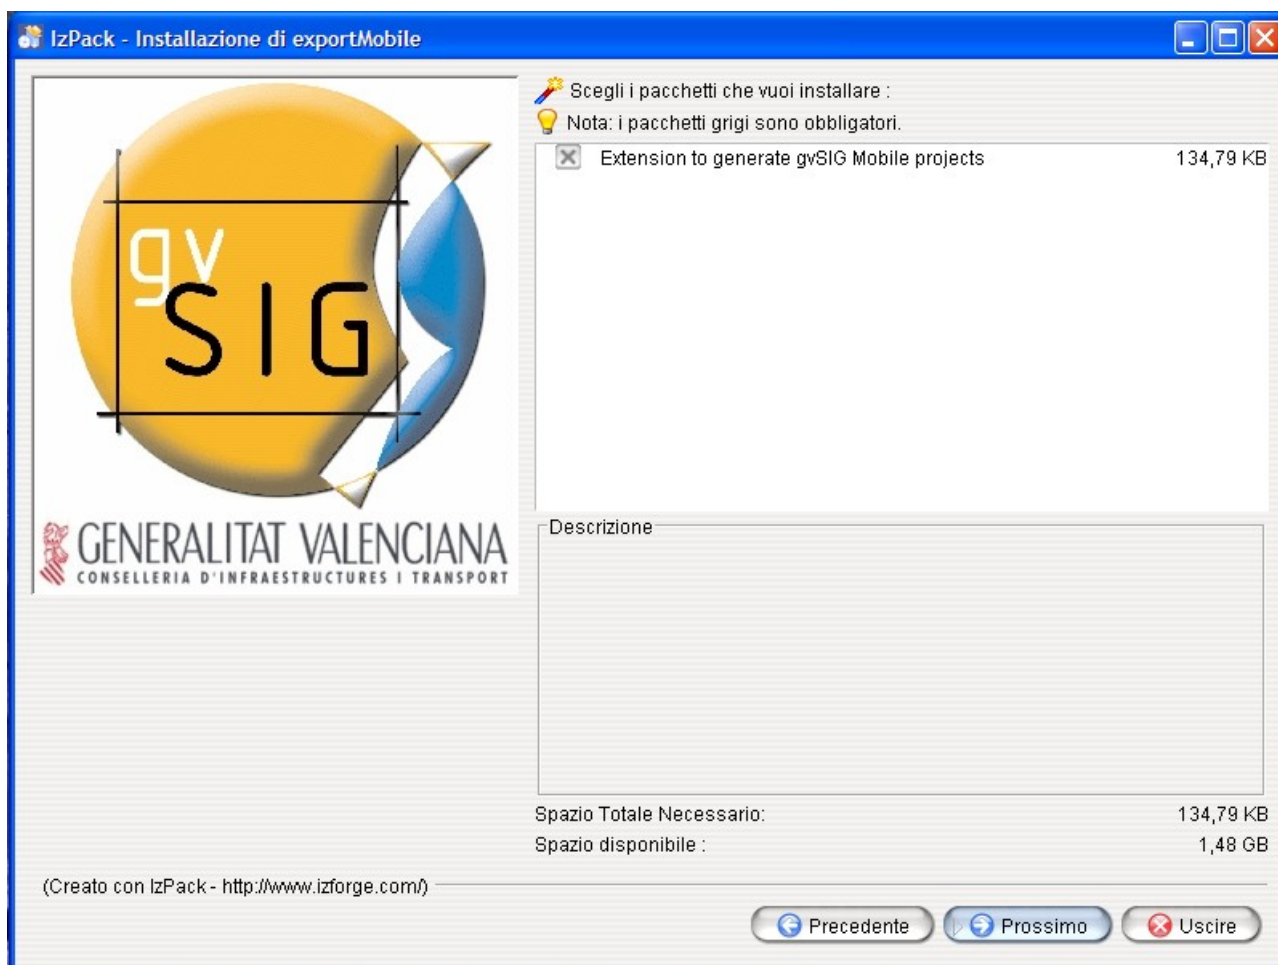 IzPack - Installazione di exportMobile
gv
SIG
GENERALITAT VALENCIANA
CONSELLERIA D'INFRAESTRUCTURES I TRANSPORT
Scegli i pacchetti che vuoi installare :
Nota: i pacchetti grigi sono obbligatori.
Extension to generate gvSIG Mobile projects 134,79 KB
Descrizione
Spazio Totale Necessario: 134,79 KB
Spazio disponibile : 1,48 GB
(Creato con IzPack - http://www.izforge.com/)
Precedente Prossimo Uscire